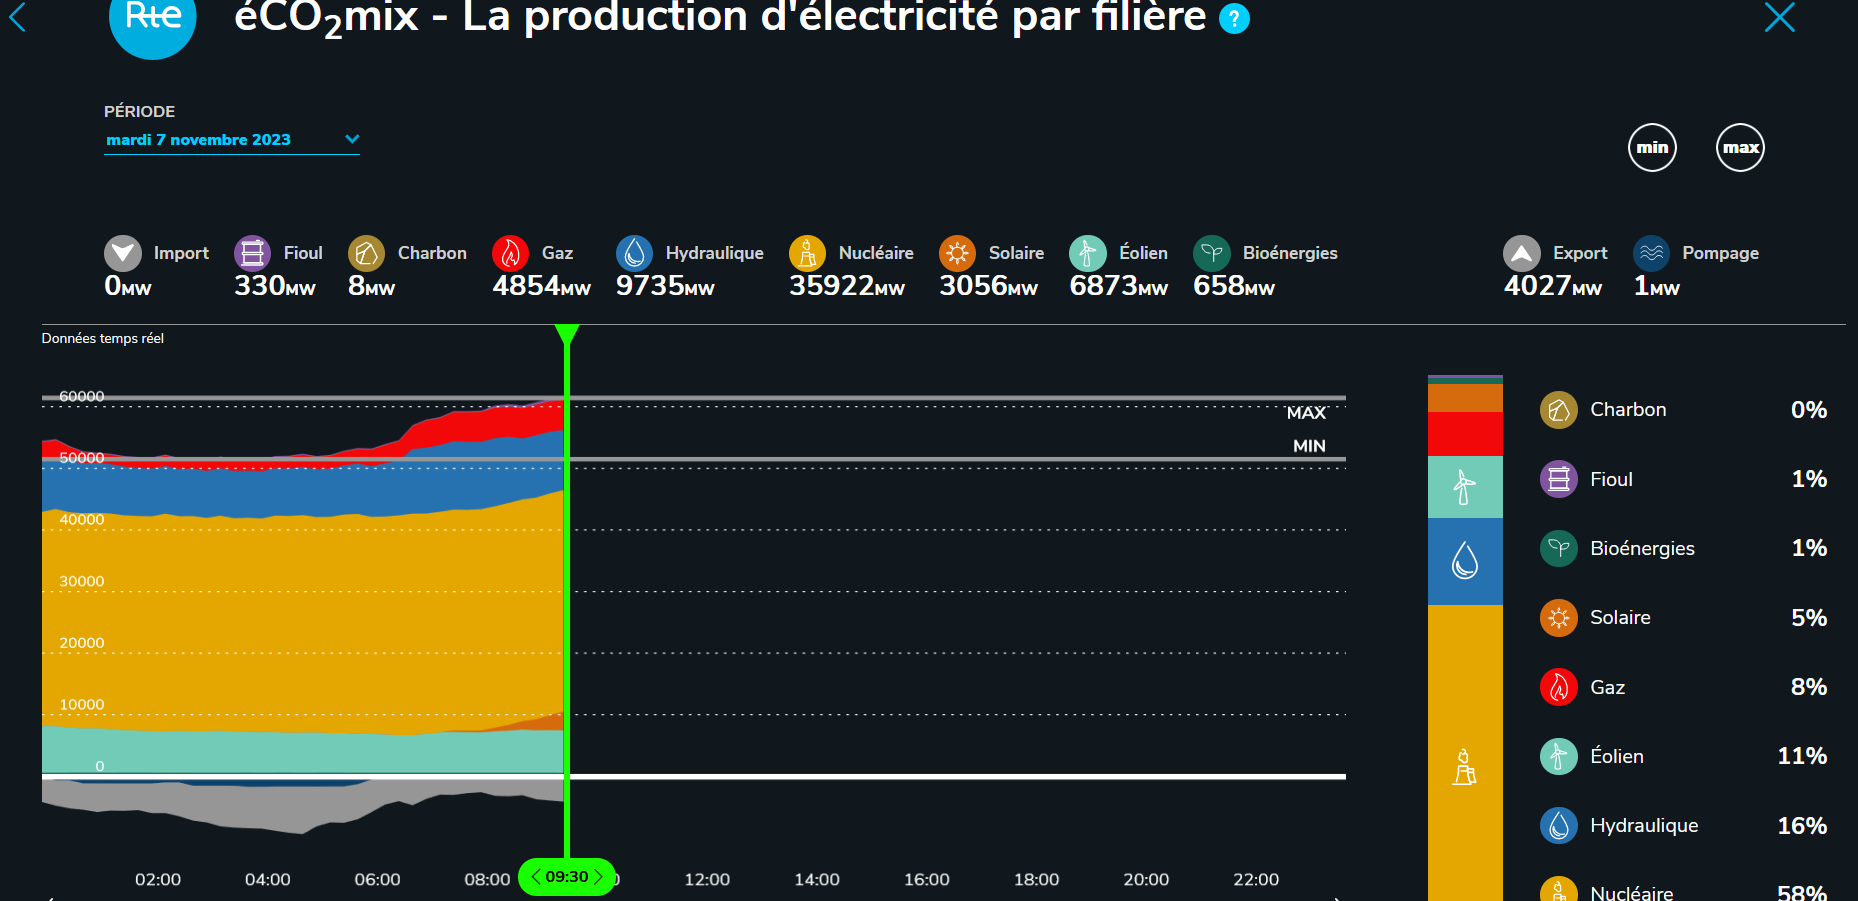 Rte
éCO2mix - La production d'électricité par filière ?
PÉRIODE
mardi 7 novembre 2023
min max
Import Fioul Charbon Gaz Hydraulique Nucléaire Solaire Éolien Bioénergies Export Pompage
0MW 330MW 8MW 4854MW 9735MW 35922MW 3056MW 6873MW 658MW 4027MW 1MW
Données temps réel
60000
MAX
MIN
50000
40000
30000
20000
10000
0
02:00 04:00 06:00 08:00 09:30 12:00 14:00 16:00 18:00 20:00 22:00
Charbon 0%
Fioul 1%
Bioénergies 1%
Solaire 5%
Gaz 8%
Éolien 11%
Hydraulique 16%
Nucléaire 58%